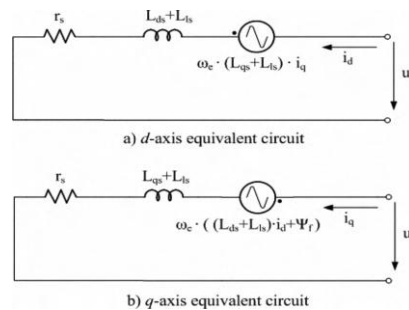 r_s L_ds+L_ls
ω_e · (L_qs+L_ls) · i_q i_d u
a) d-axis equivalent circuit
r_s L_qs+L_ls
ω_e · ( (L_ds+L_ls)·i_d+Ψ_f ) i_q u
b) q-axis equivalent circuit